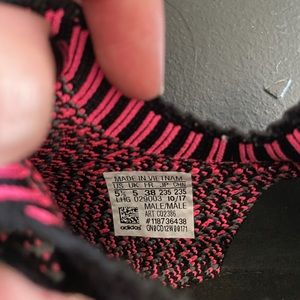 MADE IN VIETNAM
US UK FR JP CHN
5½ 5 38 235 235
LHG 029003 10/17
MALE/MALE
ART. CQ2386
#118736438
adidas